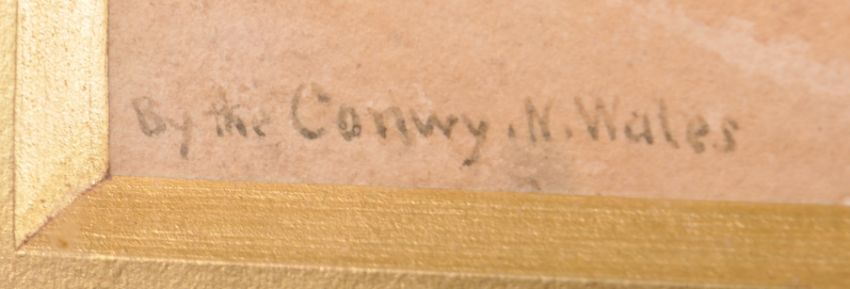 By the Conwy. N. Wales